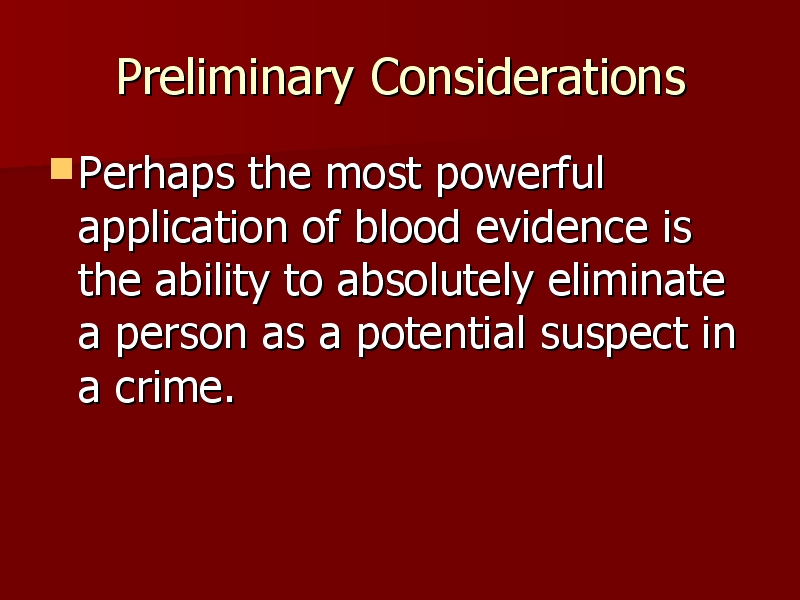 Preliminary Considerations
Perhaps the most powerful
application of blood evidence is
the ability to absolutely eliminate
a person as a potential suspect in
a crime.